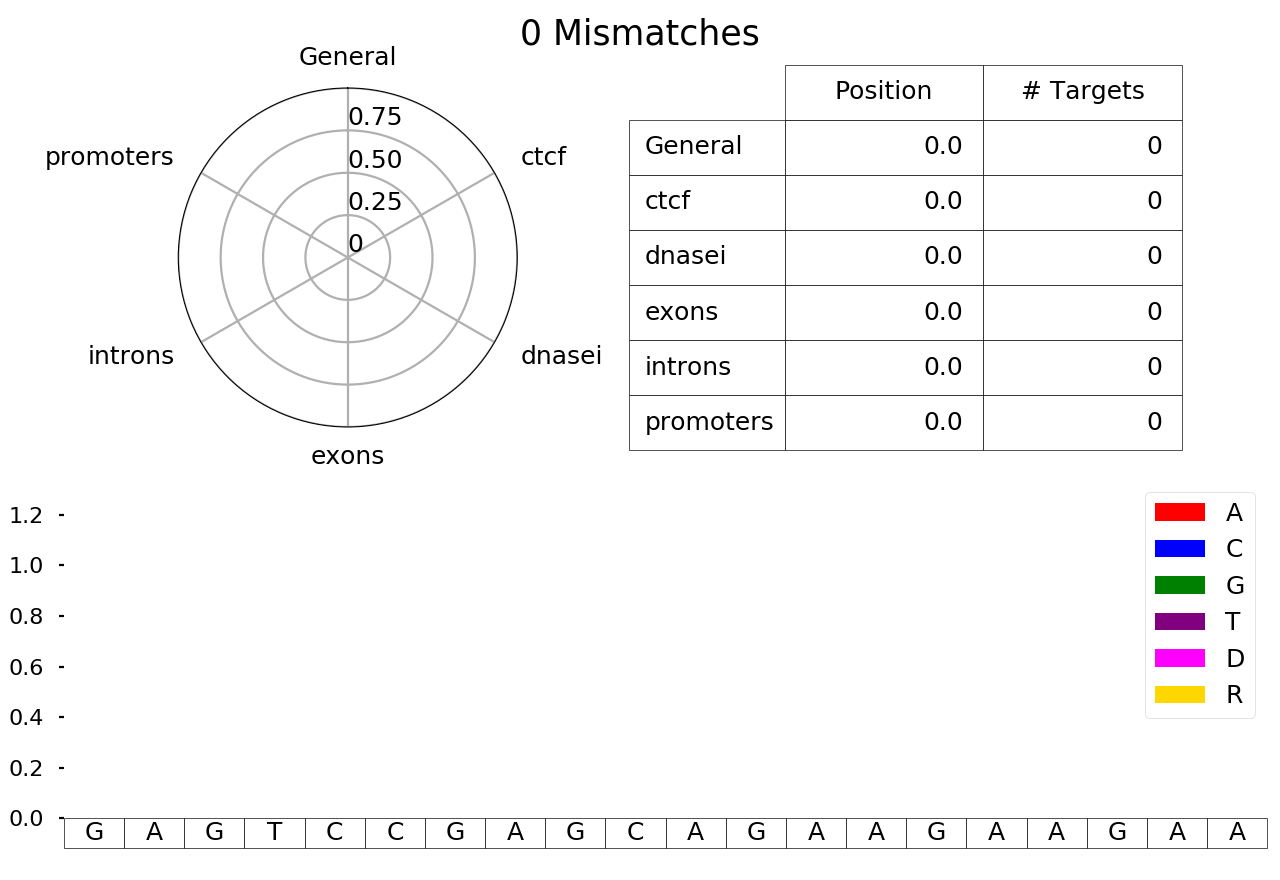 0 Mismatches
General
promoters
ctcf
introns
dnasei
exons
0.75
0.50
0.25
0
Position # Targets
General 0.0 0
ctcf 0.0 0
dnasei 0.0 0
exons 0.0 0
introns 0.0 0
promoters 0.0 0
1.2
1.0
0.8
0.6
0.4
0.2
0.0
A
C
G
T
D
R
G A G T C C G A G C A G A A G A A G A A